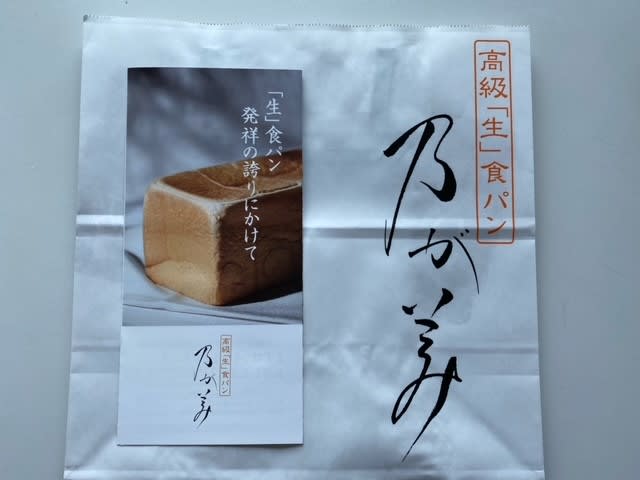 高級「生」食パン
乃が美
「生」食パン
発祥の誇りにかけて
高級「生」食パン
乃が美